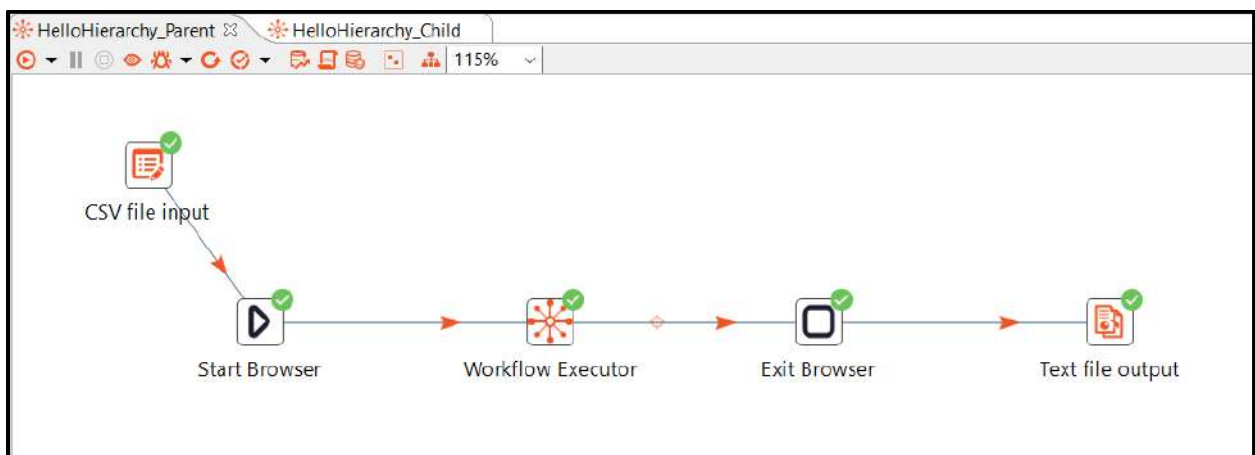 HelloHierarchy_Parent HelloHierarchy_Child
115%
CSV file input
Start Browser Workflow Executor Exit Browser Text file output